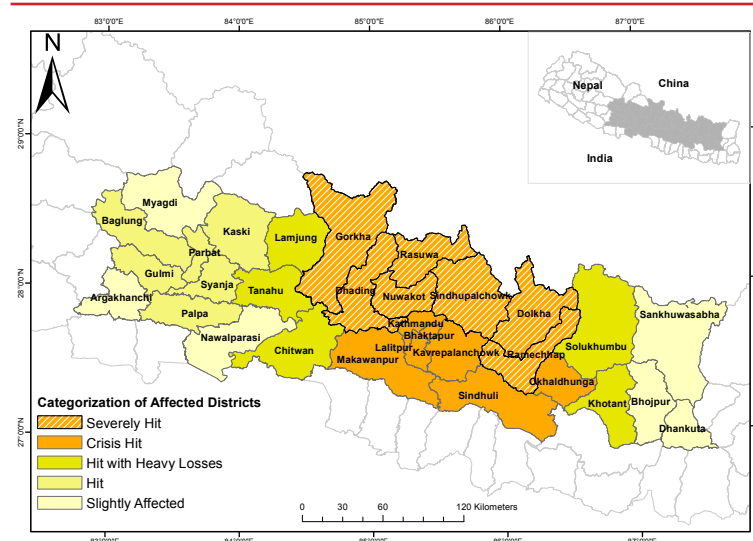 83°0'0"E 84°0'0"E 85°0'0"E 86°0'0"E 87°0'0"E
N
Nepal
China
India
29°0'0"N
28°0'0"N
27°0'0"N
Myagdi
Baglung
Parbat
Kaski
Lamjung
Gorkha
Rasuwa
Gulmi
Syanja
Tanahu
Dhading
Nuwakot
Sindhupalchowk
Dolkha
Sankhuwasabha
Argakhanchi
Palpa
Nawalparasi
Chitwan
Kathmandu
Bhaktapur
Lalitpur
Kavrepalanchowk
Makawanpur
Ramechhap
Solukhumbu
Okhaldhunga
Sindhuli
Khotant
Bhojpur
Dhankuta
Categorization of Affected Districts
Severely Hit
Crisis Hit
Hit with Heavy Losses
Hit
Slightly Affected
0 30 60 120 Kilometers